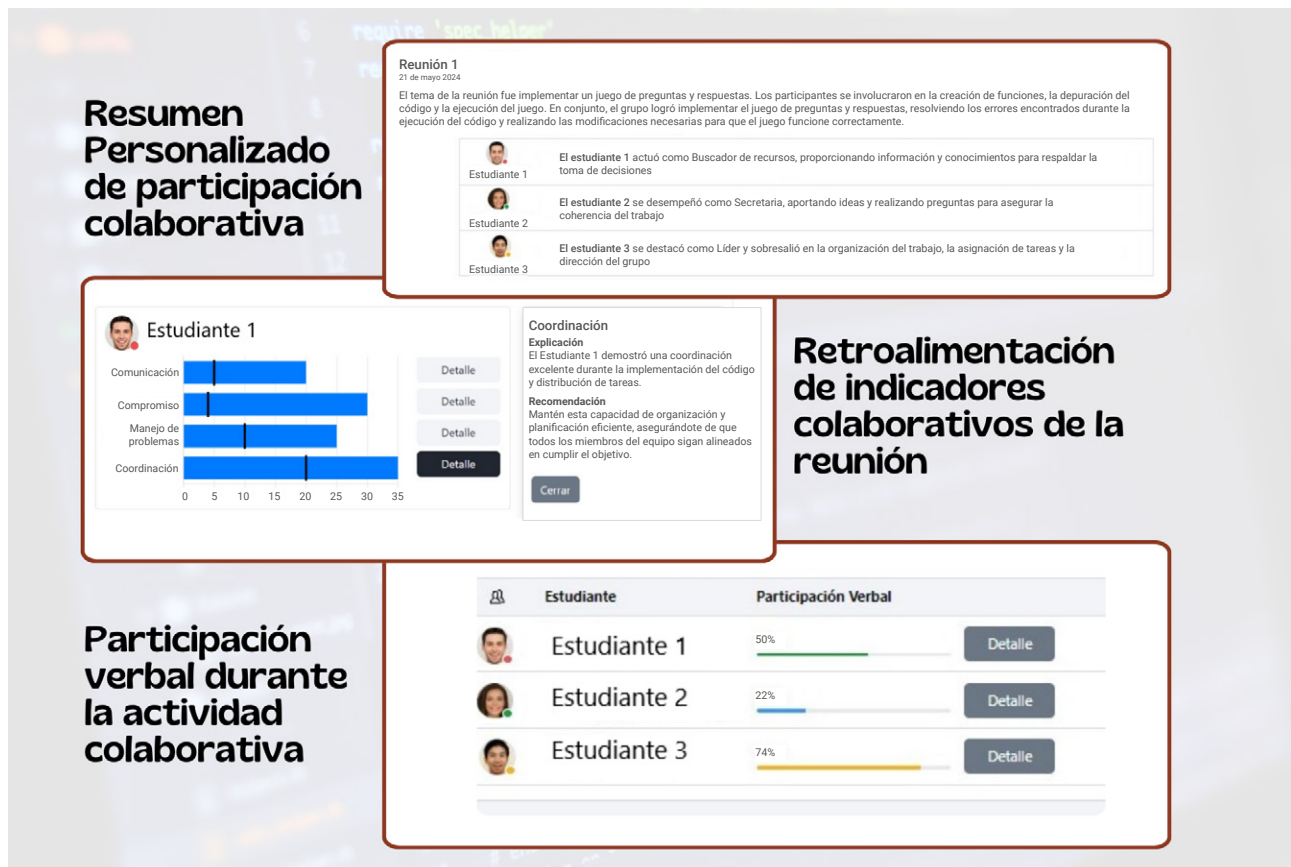 6 require 'spec_helper'
7
8
Resumen
Personalizado
de participación
colaborativa
11
12
Reunión 1
21 de mayo 2024
El tema de la reunión fue implementar un juego de preguntas y respuestas. Los participantes se involucraron en la creación de funciones, la depuración del
código y la ejecución del juego. En conjunto, el grupo logró implementar el juego de preguntas y respuestas, resolviendo los errores encontrados durante la
ejecución del código y realizando las modificaciones necesarias para que el juego funcione correctamente.
Estudiante 1
El estudiante 1 actuó como Buscador de recursos, proporcionando información y conocimientos para respaldar la
toma de decisiones
Estudiante 2
El estudiante 2 se desempeñó como Secretaria, aportando ideas y realizando preguntas para asegurar la
coherencia del trabajo
Estudiante 3
El estudiante 3 se destacó como Líder y sobresalió en la organización del trabajo, la asignación de tareas y la
dirección del grupo
Estudiante 1
Comunicación
Detalle
Compromiso
Detalle
Manejo de
problemas
Detalle
Coordinación
Detalle
0 5 10 15 20 25 30 35
Coordinación
Explicación
El Estudiante 1 demostró una coordinación
excelente durante la implementación del código
y distribución de tareas.
Recomendación
Mantén esta capacidad de organización y
planificación eficiente, asegurándote de que
todos los miembros del equipo sigan alineados
en cumplir el objetivo.
Cerrar
Retroalimentación
de indicadores
colaborativos de la
reunión
Participación
verbal durante
la actividad
colaborativa
Estudiante Participación Verbal
Estudiante 1 50% Detalle
Estudiante 2 22% Detalle
Estudiante 3 74% Detalle